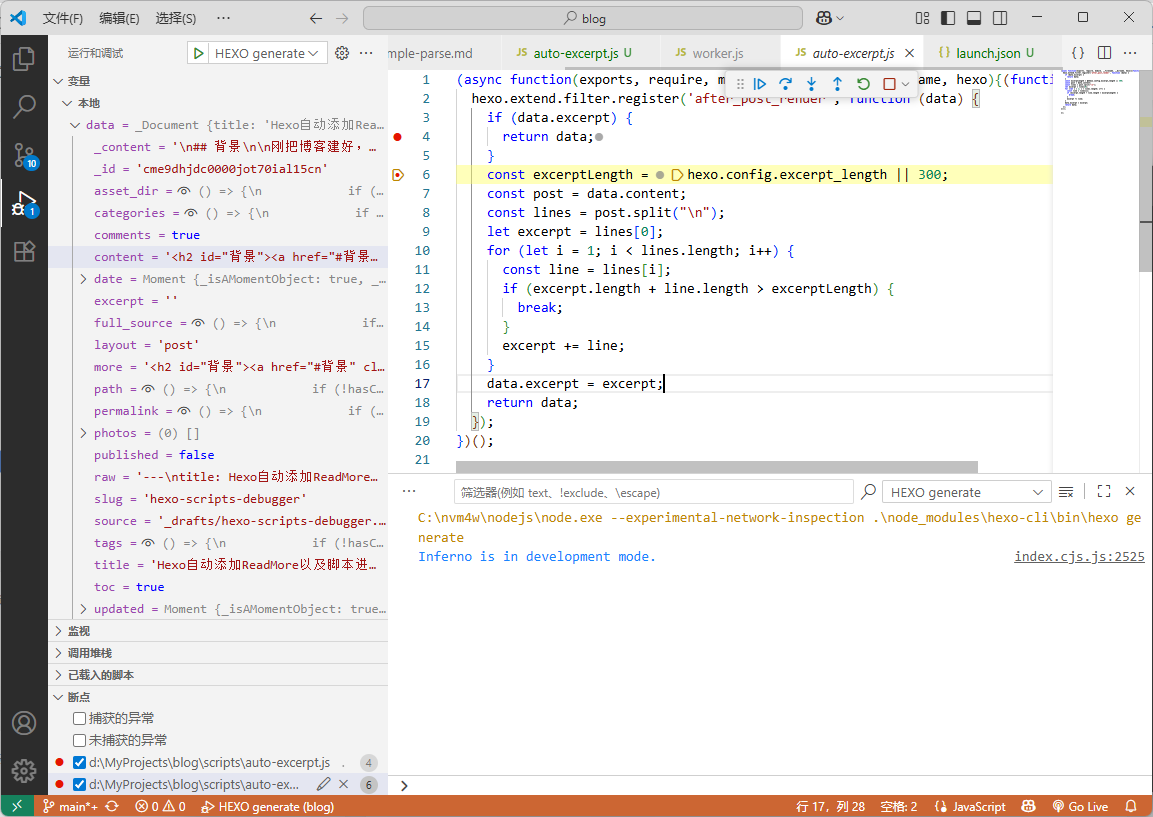 文件(F) 编辑(E) 选择(S) ··· blog
运行和调试 HEXO generate ···
mple-parse.md JS auto-excerpt.js U JS worker.js JS auto-excerpt.js {} launch.json U {} ···
变量
本地
data = _Document {title: 'Hexo自动添加Rea…
_content = '\n## 背景\n\n刚把博客建好，…
_id = 'cme9dhjdc0000jot70ial15cn'
asset_dir = () => {\n if (…
categories = () => {\n if …
comments = true
content = '<h2 id="背景"><a href="#背景…
date = Moment {_isAMomentObject: true, _…
excerpt = ''
full_source = () => {\n if…
layout = 'post'
more = '<h2 id="背景"><a href="#背景" cl…
path = () => {\n if (!hasC…
permalink = () => {\n if (…
photos = (0) []
published = false
raw = '---\ntitle: Hexo自动添加ReadMore…
slug = 'hexo-scripts-debugger'
source = '_drafts/hexo-scripts-debugger.…
tags = () => {\n if (!hasC…
title = 'Hexo自动添加ReadMore以及脚本进…
toc = true
updated = Moment {_isAMomentObject: true…
监视
调用堆栈
已载入的脚本
断点
捕获的异常
未捕获的异常
d:\MyProjects\blog\scripts\auto-excerpt.js . 4
d:\MyProjects\blog\scripts\auto-ex... 6
10
1
1 (async function(exports, require, m ame, hexo){(functi
2 hexo.extend.filter.register('after_post_render', function (data) {
3 if (data.excerpt) {
4 return data;
5 }
6 const excerptLength = hexo.config.excerpt_length || 300;
7 const post = data.content;
8 const lines = post.split("\n");
9 let excerpt = lines[0];
10 for (let i = 1; i < lines.length; i++) {
11 const line = lines[i];
12 if (excerpt.length + line.length > excerptLength) {
13 break;
14 }
15 excerpt += line;
16 }
17 data.excerpt = excerpt;
18 return data;
19 });
20 })();
21
··· 筛选器(例如 text、!exclude、\escape) HEXO generate
C:\nvm4w\nodejs\node.exe --experimental-network-inspection .\node_modules\hexo-cli\bin\hexo ge
nerate
Inferno is in development mode. index.cjs.js:2525
main*+ 0 0 HEXO generate (blog) 行 17，列 28 空格: 2 {} JavaScript Go Live